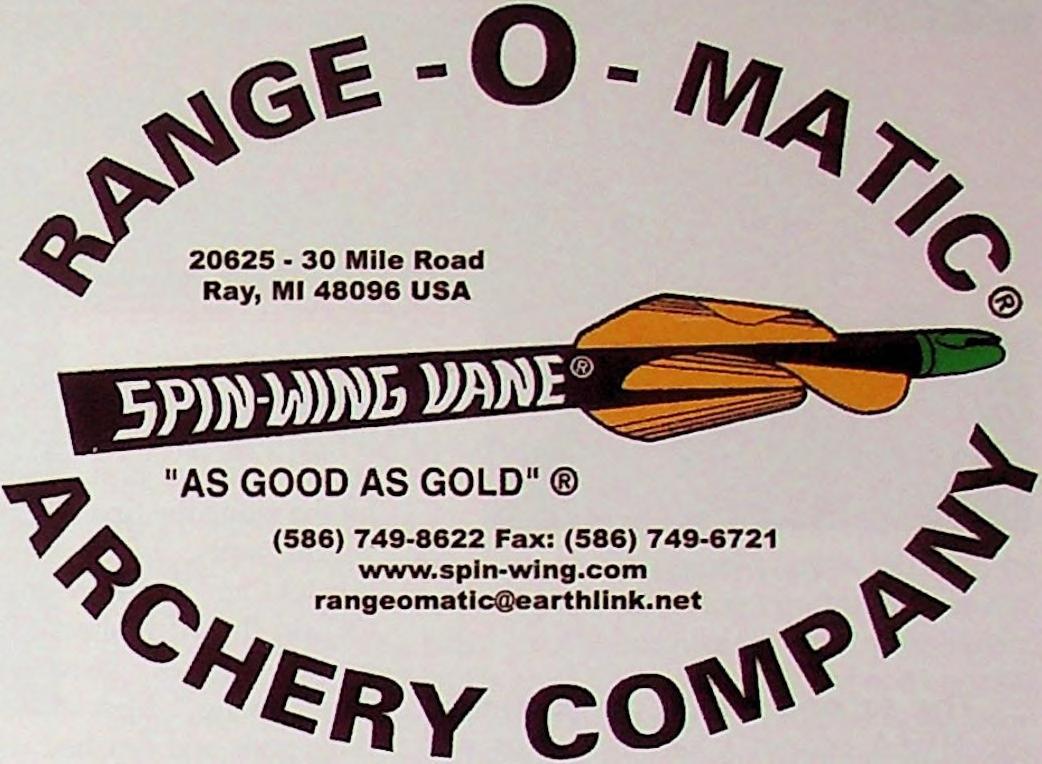 RANGE - O - MATIC®
20625 - 30 Mile Road
Ray, MI 48096 USA
SPIN-WING VANE®
"AS GOOD AS GOLD" ®
(586) 749-8622 Fax: (586) 749-6721
www.spin-wing.com
rangeomatic@earthlink.net
ARCHERY COMPANY